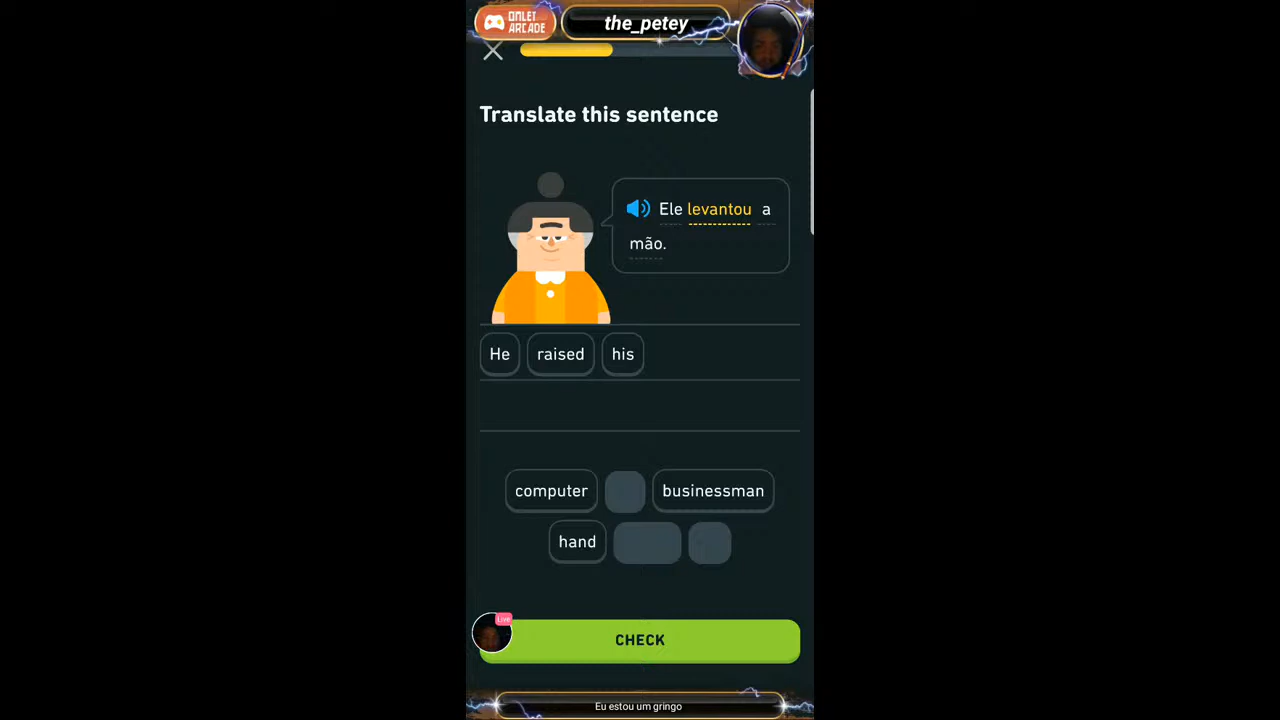 OMLET
ARCADE
the_petey
Translate this sentence
Ele levantou a
mão.
He raised his
computer businessman
hand
Live
CHECK
Eu estou um gringo